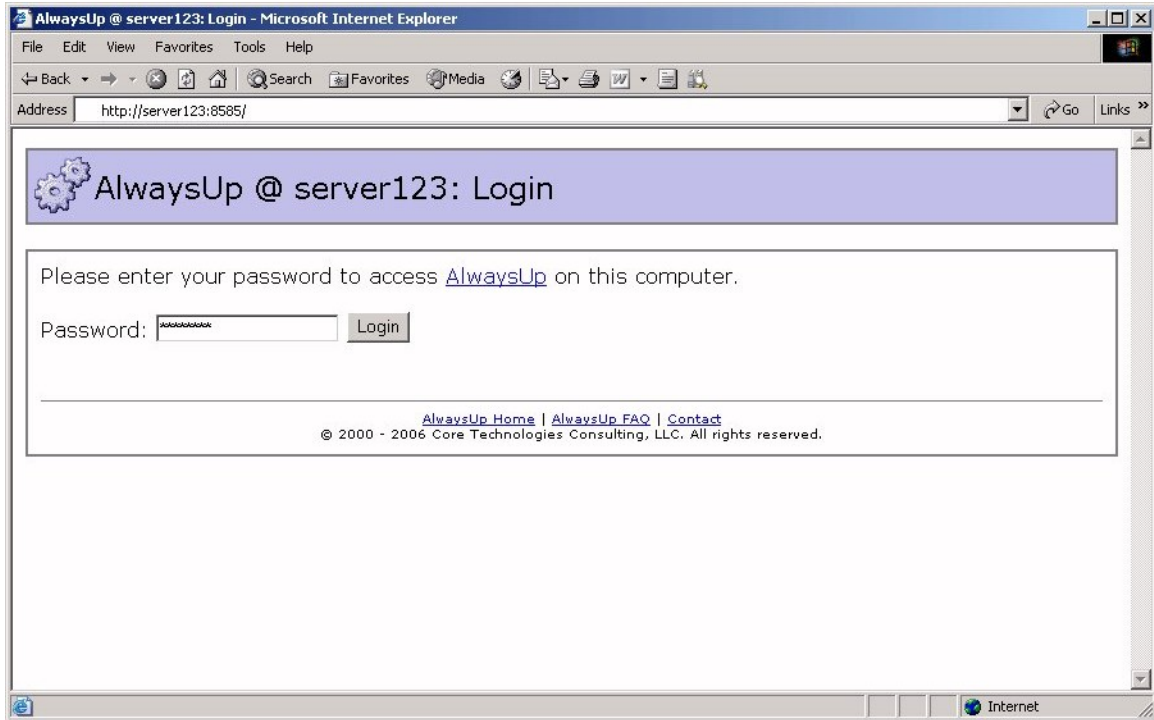 AlwaysUp @ server123: Login - Microsoft Internet Explorer
File Edit View Favorites Tools Help
Back Search Favorites Media
Address http://server123:8585/ Go Links »
AlwaysUp @ server123: Login
Please enter your password to access AlwaysUp on this computer.
Password: ******** Login
AlwaysUp Home | AlwaysUp FAQ | Contact
© 2000 - 2006 Core Technologies Consulting, LLC. All rights reserved.
Internet